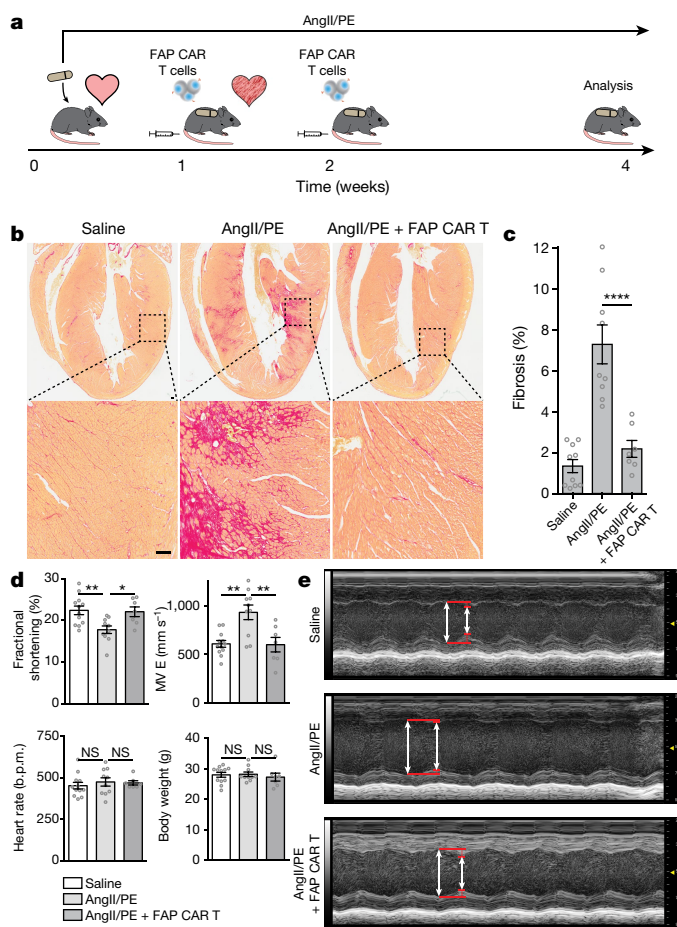 a
AngII/PE
FAP CAR
T cells
FAP CAR
T cells
Analysis
0
1
2
4
Time (weeks)
b
Saline
AngII/PE
AngII/PE + FAP CAR T
c
12
10
8
6
4
2
0
Fibrosis (%)
****
Saline
AngII/PE
AngII/PE
+ FAP CAR T
d
Fractional
shortening (%)
30
20
10
0
**
*
MV E (mm s⁻¹)
1,000
500
0
**
**
Heart rate (b.p.m.)
750
500
250
0
NS
NS
Body weight (g)
40
30
20
10
0
NS
NS
Saline
AngII/PE
AngII/PE + FAP CAR T
e
Saline
AngII/PE
AngII/PE
+ FAP CAR T